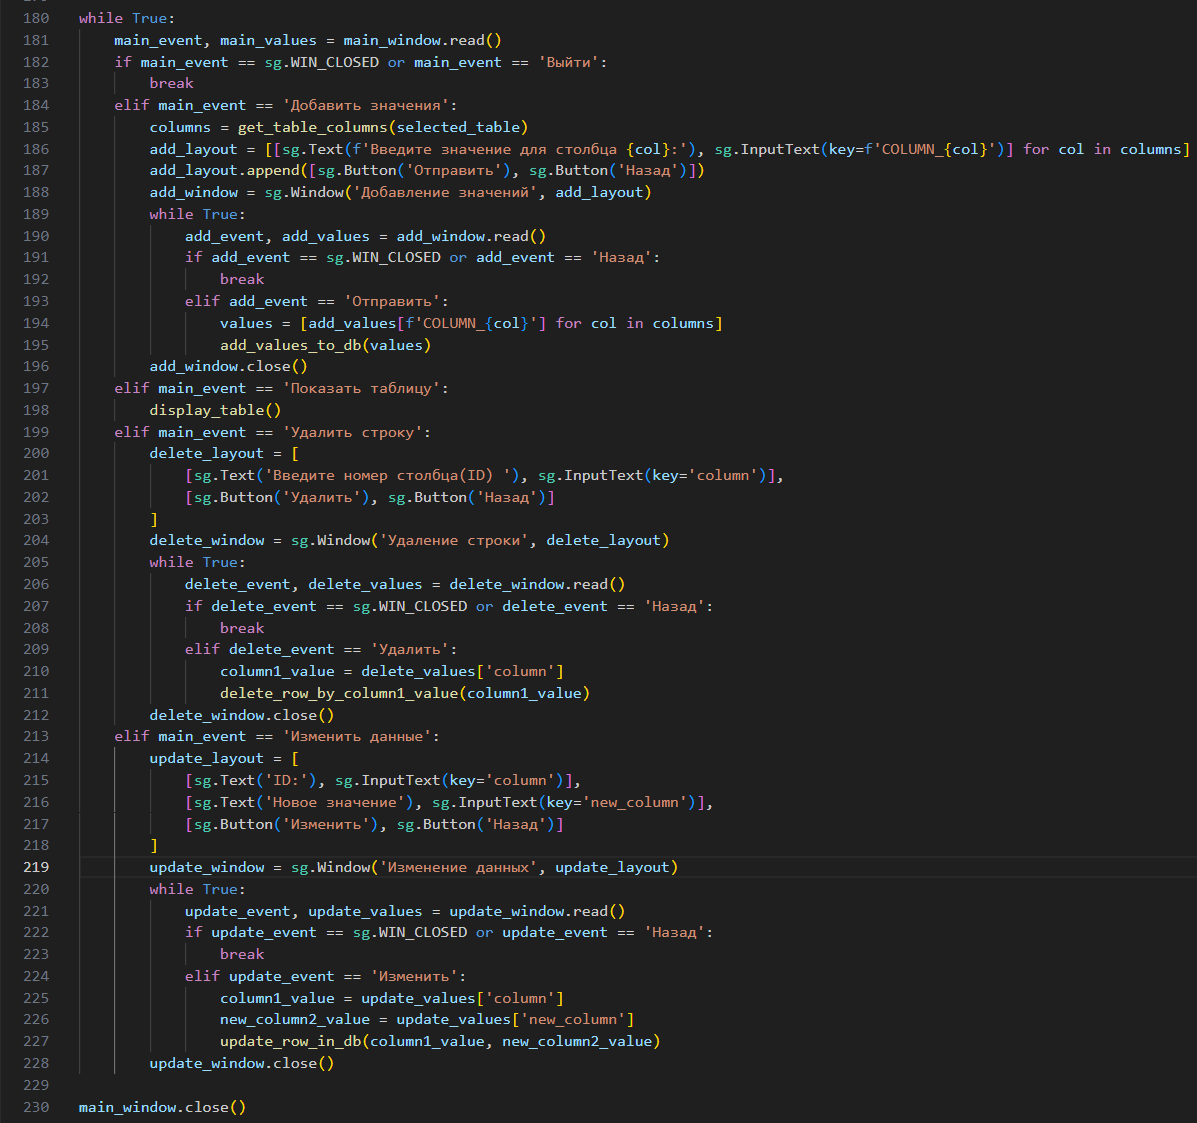 180 while True:
181     main_event, main_values = main_window.read()
182     if main_event == sg.WIN_CLOSED or main_event == 'Выйти':
183         break
184     elif main_event == 'Добавить значения':
185         columns = get_table_columns(selected_table)
186         add_layout = [[sg.Text(f'Введите значение для столбца {col}:'), sg.InputText(key=f'COLUMN_{col}')] for col in columns]
187         add_layout.append([sg.Button('Отправить'), sg.Button('Назад')])
188         add_window = sg.Window('Добавление значений', add_layout)
189         while True:
190             add_event, add_values = add_window.read()
191             if add_event == sg.WIN_CLOSED or add_event == 'Назад':
192                 break
193             elif add_event == 'Отправить':
194                 values = [add_values[f'COLUMN_{col}'] for col in columns]
195                 add_values_to_db(values)
196         add_window.close()
197     elif main_event == 'Показать таблицу':
198         display_table()
199     elif main_event == 'Удалить строку':
200         delete_layout = [
201             [sg.Text('Введите номер столбца(ID) '), sg.InputText(key='column')],
202             [sg.Button('Удалить'), sg.Button('Назад')]
203         ]
204         delete_window = sg.Window('Удаление строки', delete_layout)
205         while True:
206             delete_event, delete_values = delete_window.read()
207             if delete_event == sg.WIN_CLOSED or delete_event == 'Назад':
208                 break
209             elif delete_event == 'Удалить':
210                 column1_value = delete_values['column']
211                 delete_row_by_column1_value(column1_value)
212         delete_window.close()
213     elif main_event == 'Изменить данные':
214         update_layout = [
215             [sg.Text('ID:'), sg.InputText(key='column')],
216             [sg.Text('Новое значение'), sg.InputText(key='new_column')],
217             [sg.Button('Изменить'), sg.Button('Назад')]
218         ]
219         update_window = sg.Window('Изменение данных', update_layout)
220         while True:
221             update_event, update_values = update_window.read()
222             if update_event == sg.WIN_CLOSED or update_event == 'Назад':
223                 break
224             elif update_event == 'Изменить':
225                 column1_value = update_values['column']
226                 new_column2_value = update_values['new_column']
227                 update_row_in_db(column1_value, new_column2_value)
228         update_window.close()
229
230 main_window.close()